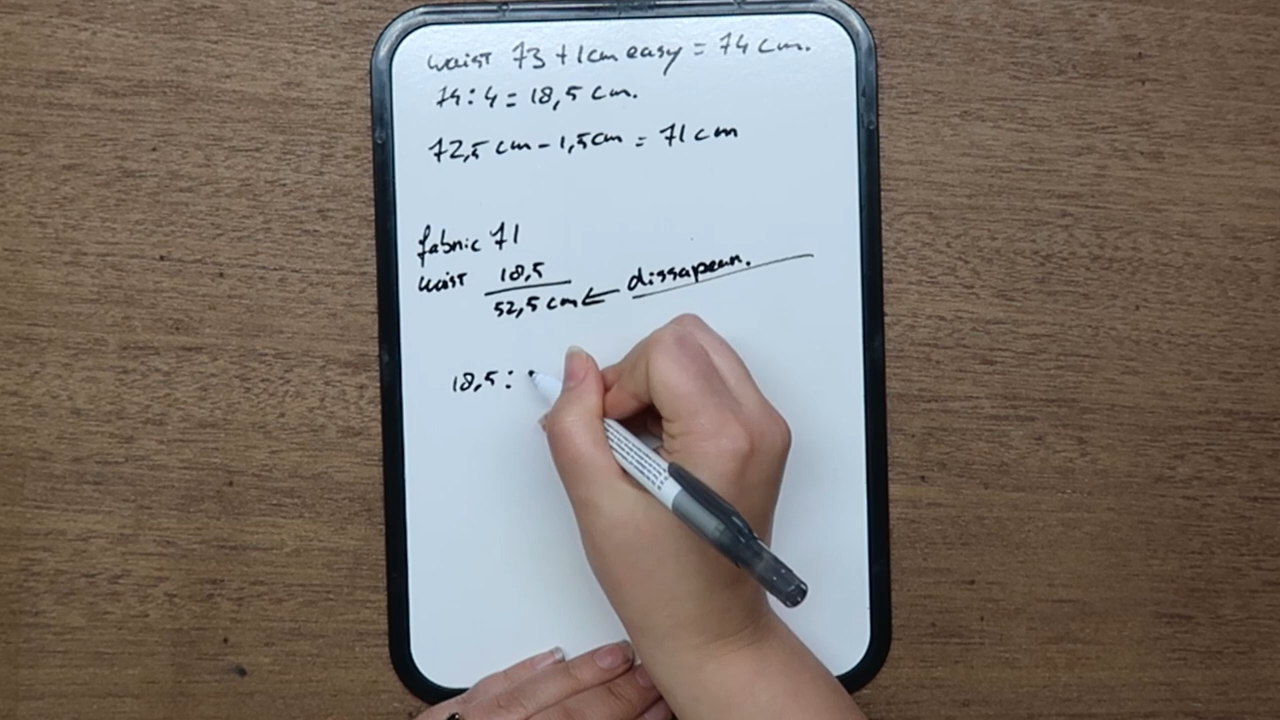 waist 73 + 1cm easy = 74 cm.
74 : 4 = 18,5 cm.
72,5 cm - 1,5cm = 71 cm
fabric 71
waist 18,5
52,5 cm ← dissapear.
18,5 :